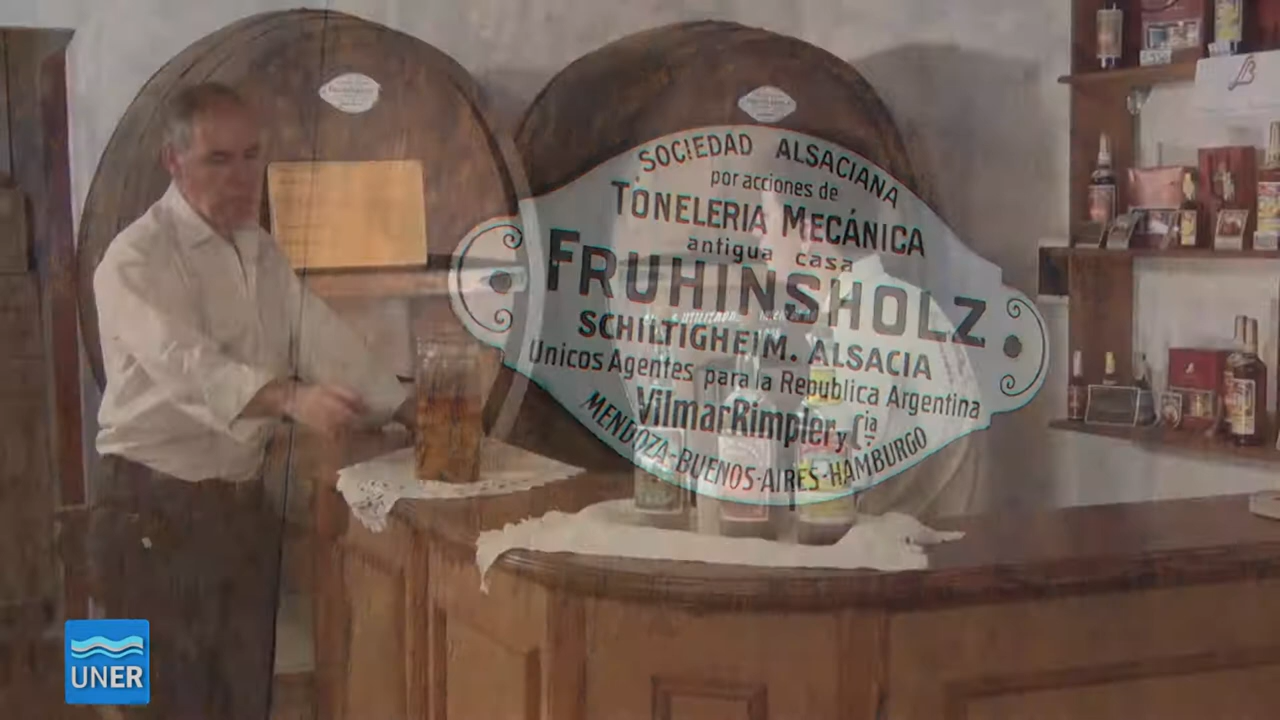 SOCIEDAD ALSACIANA
por acciones de
TONELERIA MECÁNICA
antigua casa
FRUHINSHOLZ
SCHILTIGHEIM. ALSACIA
Unicos Agentes para la Republica Argentina
Vilmar Rimpler y Cia
MENDOZA-BUENOS-AIRES-HAMBURGO
UNER